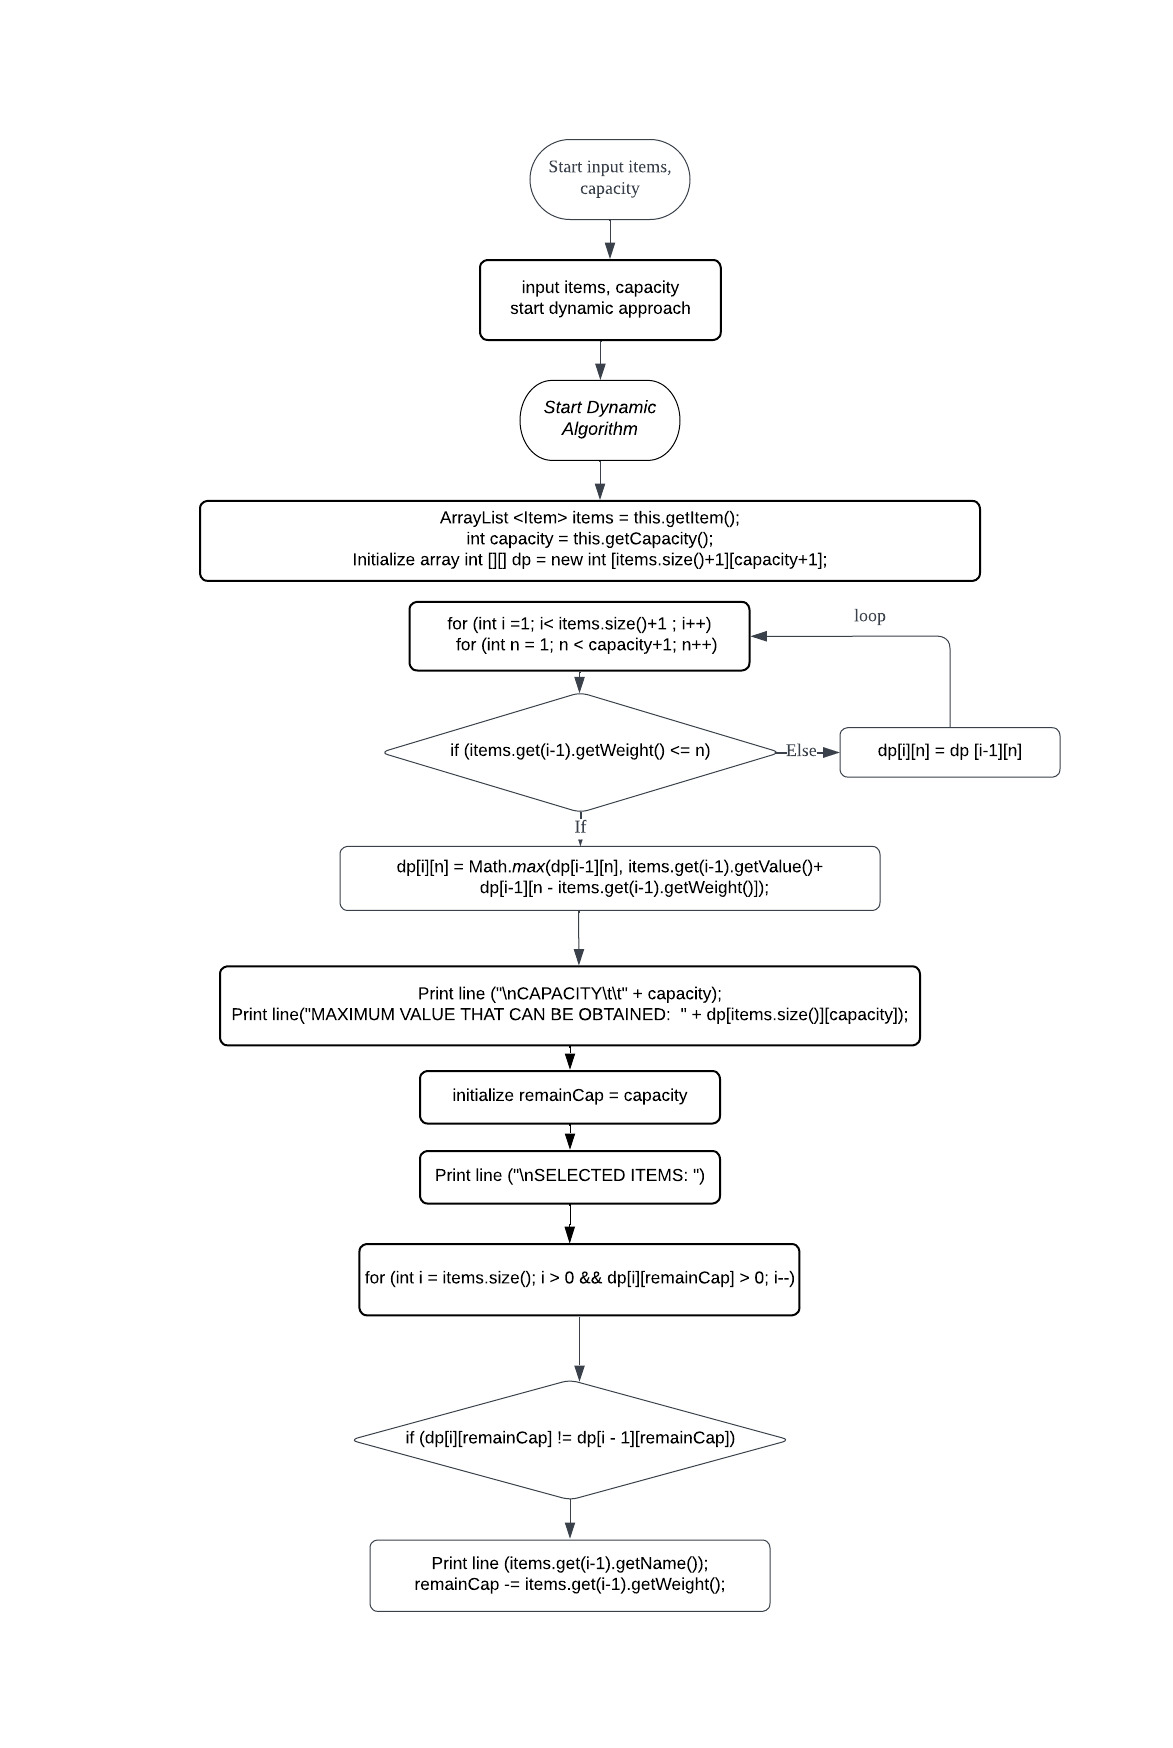 Start input items,
capacity
input items, capacity
start dynamic approach
Start Dynamic
Algorithm
ArrayList <Item> items = this.getItem();
int capacity = this.getCapacity();
Initialize array int [][] dp = new int [items.size()+1][capacity+1];
for (int i =1; i< items.size()+1 ; i++)
for (int n = 1; n < capacity+1; n++)
loop
if (items.get(i-1).getWeight() <= n)
Else
dp[i][n] = dp [i-1][n]
If
dp[i][n] = Math.max(dp[i-1][n], items.get(i-1).getValue()+
dp[i-1][n - items.get(i-1).getWeight()]);
Print line ("\nCAPACITY\t\t" + capacity);
Print line("MAXIMUM VALUE THAT CAN BE OBTAINED:  " + dp[items.size()][capacity]);
initialize remainCap = capacity
Print line ("\nSELECTED ITEMS: ")
for (int i = items.size(); i > 0 && dp[i][remainCap] > 0; i--)
if (dp[i][remainCap] != dp[i - 1][remainCap])
Print line (items.get(i-1).getName());
remainCap -= items.get(i-1).getWeight();